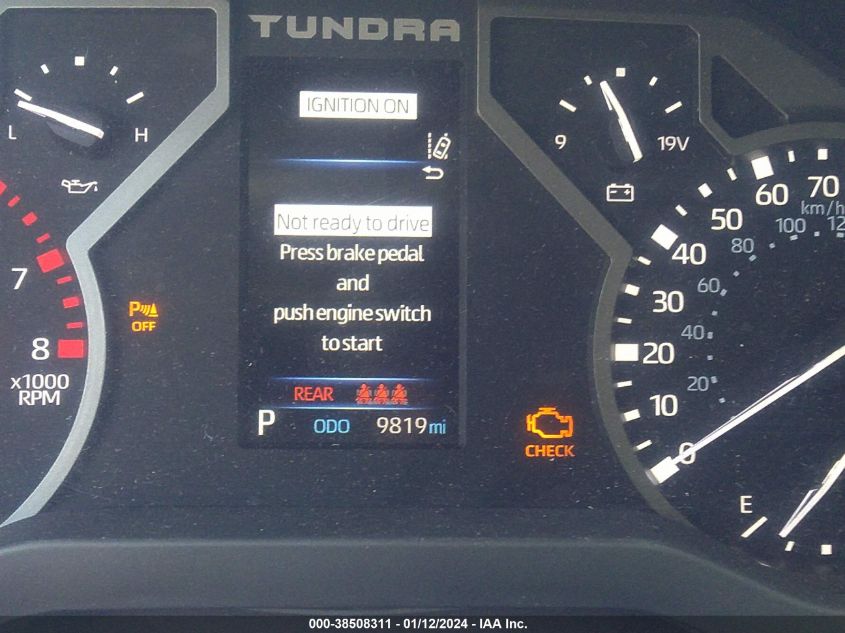 TUNDRA
IGNITION ON
L H
9 19V
Not ready to drive
Press brake pedal
and
push engine switch
to start
REAR
P ODO 9819 mi
7
8
x1000
RPM
P
OFF
CHECK
70
60
50
40
30
20
10
0
km/h
100
80
60
40
20
E
000-38508311 - 01/12/2024 - IAA Inc.